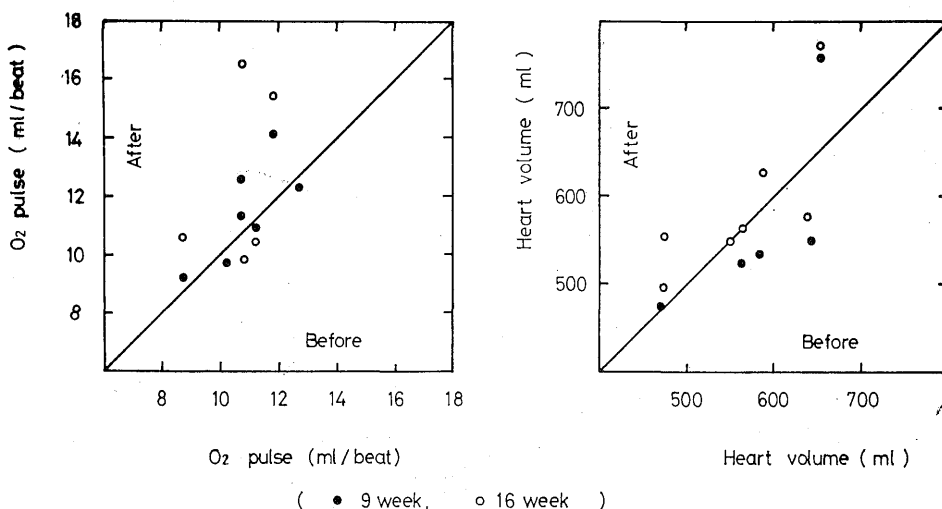 18
16
14
12
10
8
O2 pulse ( ml/beat)
After
Before
8 10 12 14 16 18
O2 pulse (ml/beat)
700
600
500
Heart volume ( ml )
After
Before
500 600 700
Heart volume ( ml )
( ● 9 week, ○ 16 week )